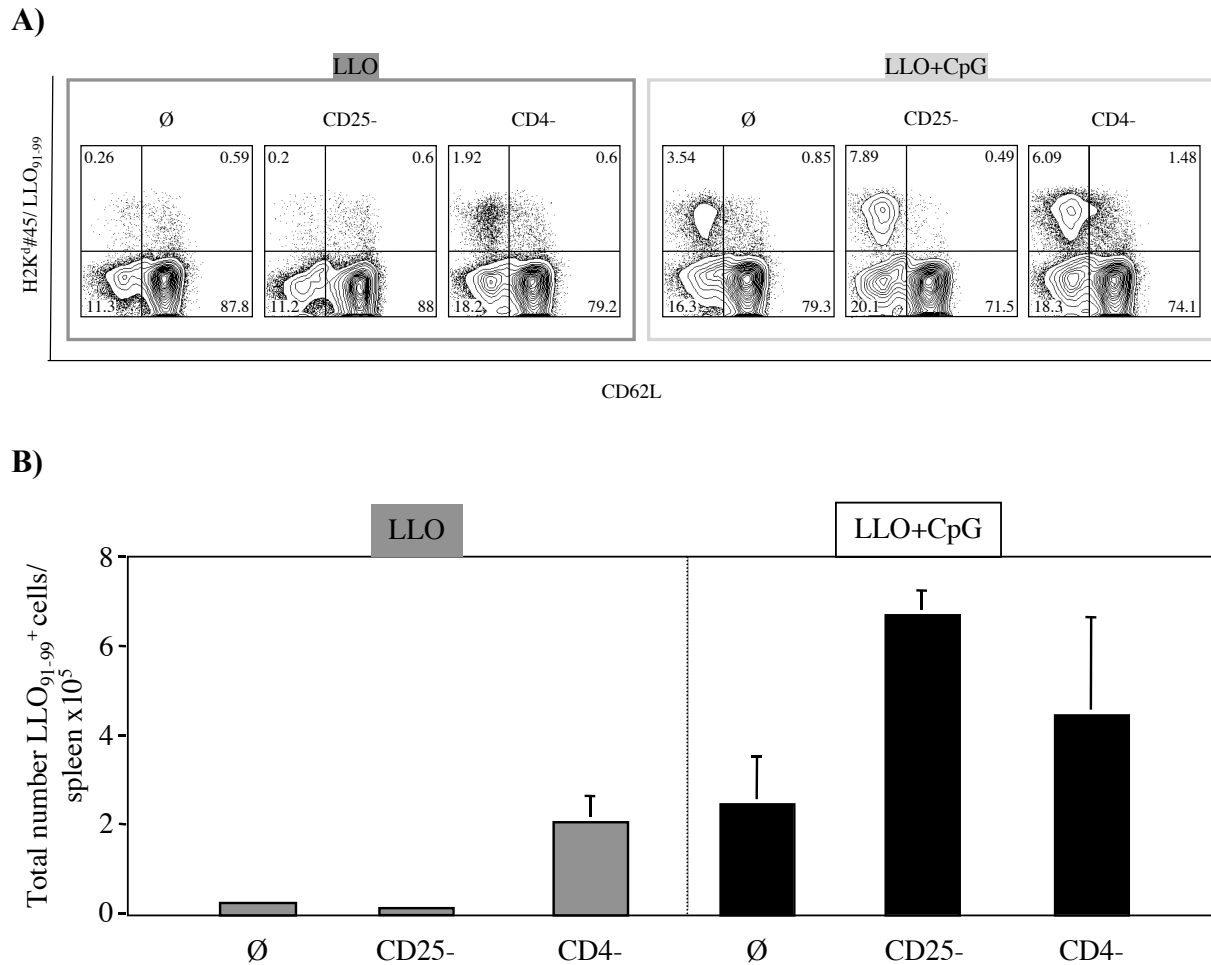 A)
LLO
LLO+CpG
Ø
CD25-
CD4-
Ø
CD25-
CD4-
H2Kᵈ#45/ LLO₉₁₋₉₉
0.26
0.59
0.2
0.6
1.92
0.6
3.54
0.85
7.89
0.49
6.09
1.48
11.3
87.8
11.2
88
18.2
79.2
16.3
79.3
20.1
71.5
18.3
74.1
CD62L
B)
LLO
LLO+CpG
Total number LLO₉₁₋₉₉⁺ cells/
spleen x10⁵
8
6
4
2
0
Ø
CD25-
CD4-
Ø
CD25-
CD4-